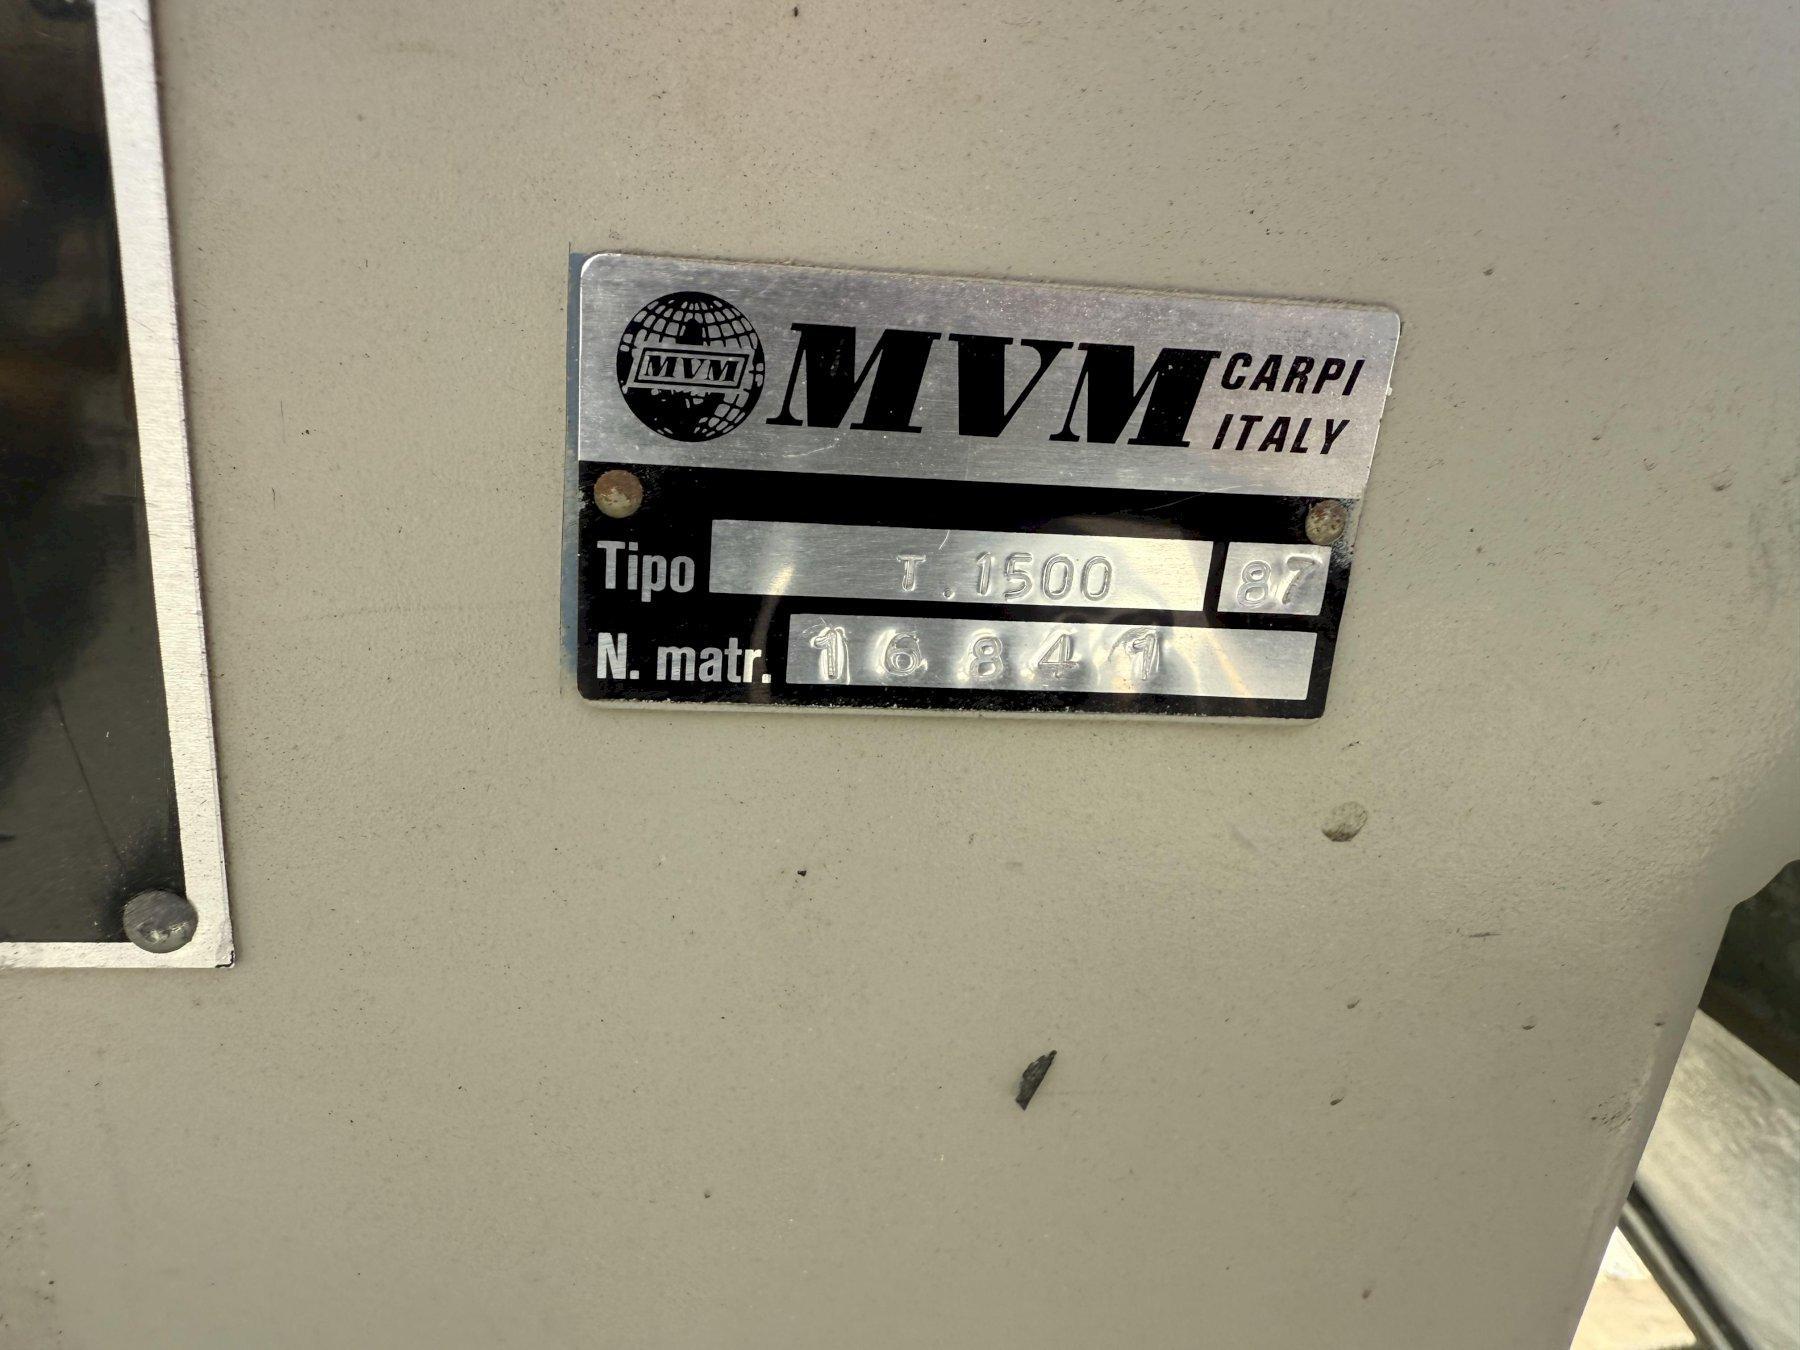 MVM
MVM CARPI
ITALY
Tipo T.1500 87
N. matr. 16841